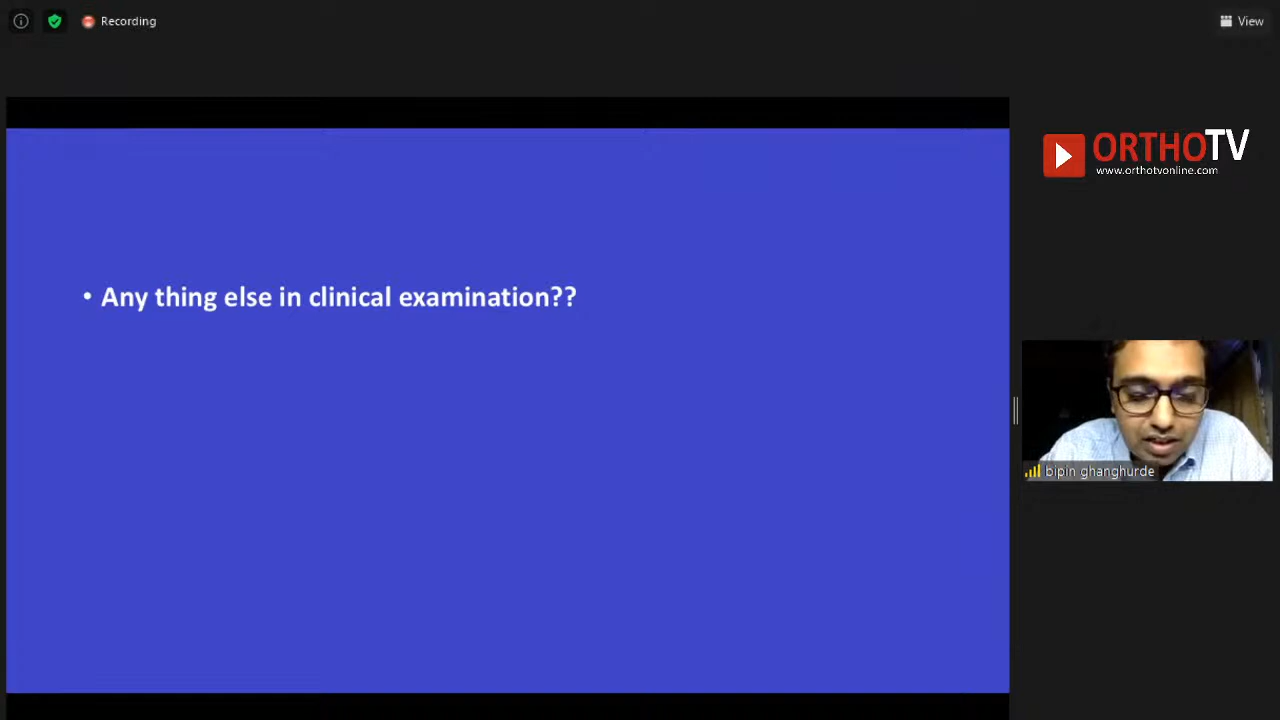 Recording
View
ORTHOTV
www.orthotvonline.com
• Any thing else in clinical examination??
bipin ghanghurde